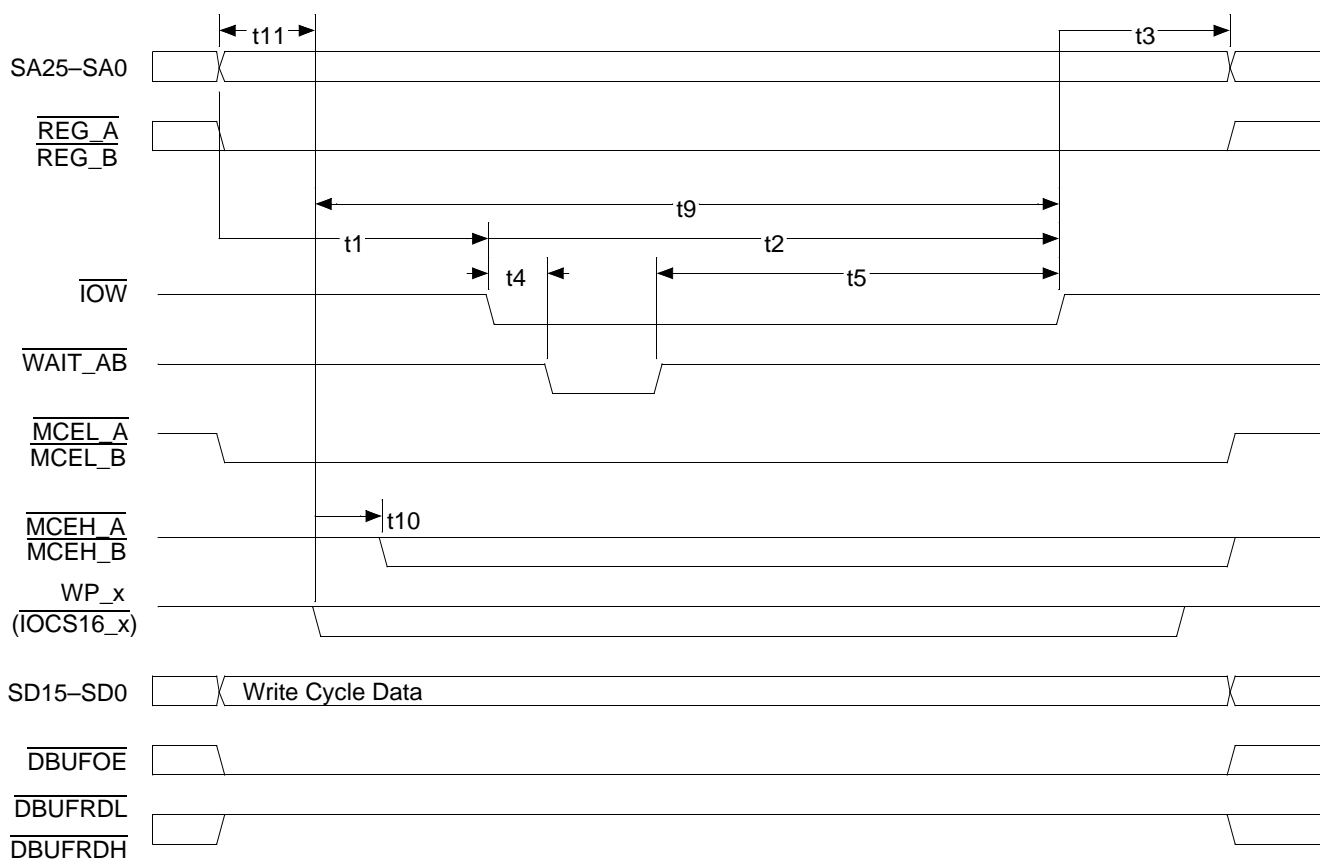 t11
t3
SA25–SA0
REG_A
REG_B
t9
t1
t2
t4
t5
IOW
WAIT_AB
MCEL_A
MCEL_B
t10
MCEH_A
MCEH_B
WP_x
(IOCS16_x)
SD15–SD0
Write Cycle Data
DBUFOE
DBUFRDL
DBUFRDH